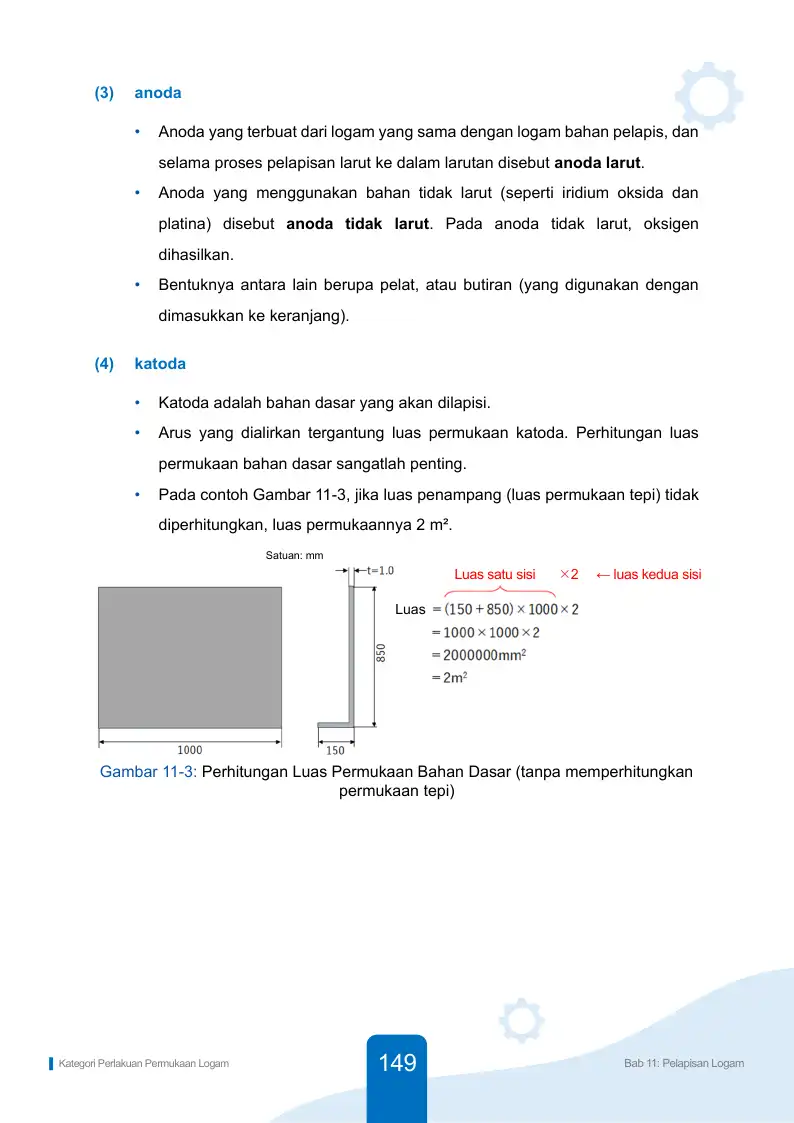 (3) anoda
• Anoda yang terbuat dari logam yang sama dengan logam bahan pelapis, dan
selama proses pelapisan larut ke dalam larutan disebut anoda larut.
• Anoda yang menggunakan bahan tidak larut (seperti iridium oksida dan
platina) disebut anoda tidak larut. Pada anoda tidak larut, oksigen
dihasilkan.
• Bentuknya antara lain berupa pelat, atau butiran (yang digunakan dengan
dimasukkan ke keranjang).
(4) katoda
• Katoda adalah bahan dasar yang akan dilapisi.
• Arus yang dialirkan tergantung luas permukaan katoda. Perhitungan luas
permukaan bahan dasar sangatlah penting.
• Pada contoh Gambar 11-3, jika luas penampang (luas permukaan tepi) tidak
diperhitungkan, luas permukaannya 2 m².
Satuan: mm
t=1.0
850
1000
150
Luas satu sisi ×2 ← luas kedua sisi
Luas =(150+850)×1000×2
=1000×1000×2
=2000000mm²
=2m²
Gambar 11-3: Perhitungan Luas Permukaan Bahan Dasar (tanpa memperhitungkan
permukaan tepi)
Kategori Perlakuan Permukaan Logam
149
Bab 11: Pelapisan Logam